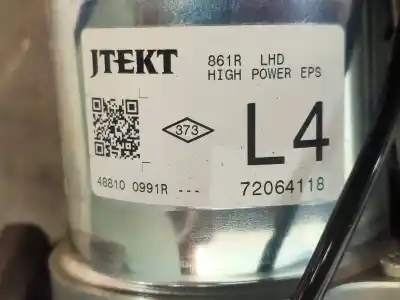 JTEKT
861R LHD
HIGH POWER EPS
373
L4
48810 0991R ---
72064118